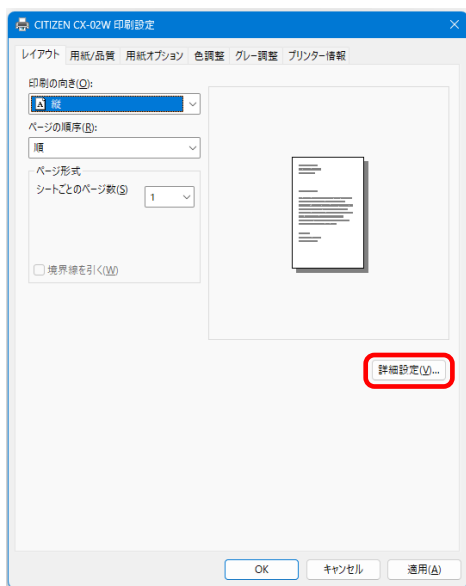 CITIZEN CX-02W 印刷設定
レイアウト 用紙/品質 用紙オプション 色調整 グレー調整 プリンター情報
印刷の向き(O):
A 縦
ページの順序(R):
順
ページ形式
シートごとのページ数(S) 1
境界線を引く(W)
詳細設定(V)...
OK キャンセル 適用(A)